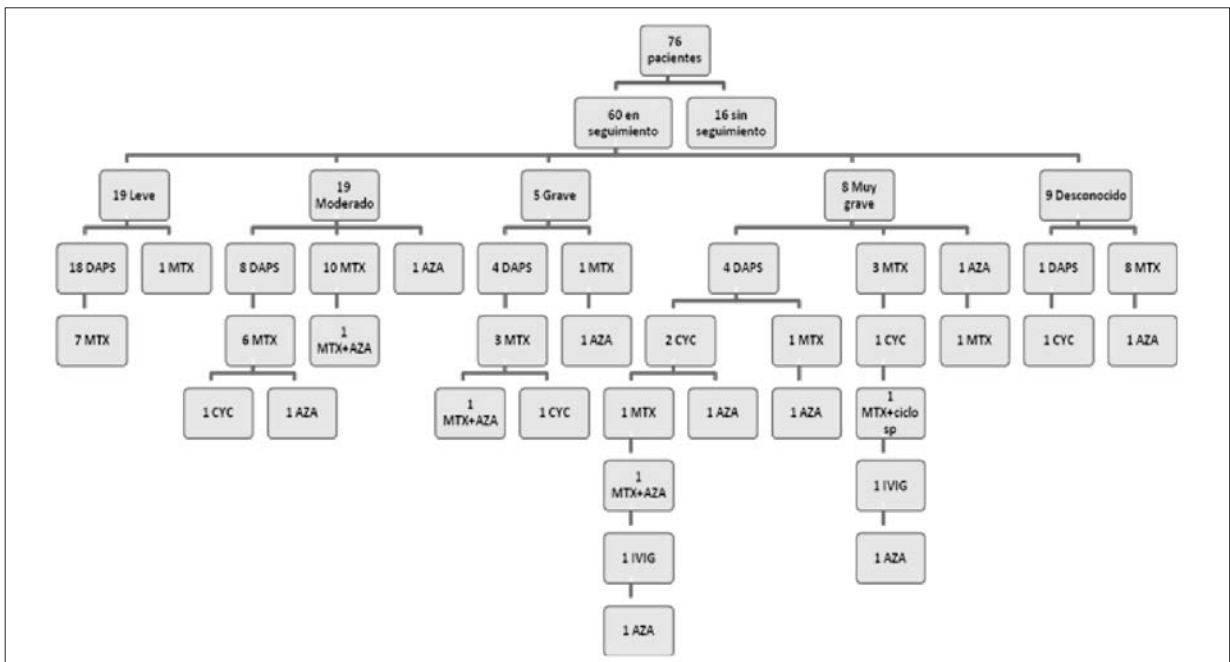 76
pacientes
60 en
seguimiento
16 sin
seguimiento
19 Leve
19
Moderado
5 Grave
8 Muy
grave
9 Desconocido
18 DAPS
1 MTX
8 DAPS
10 MTX
1 AZA
4 DAPS
1 MTX
4 DAPS
3 MTX
1 AZA
1 DAPS
8 MTX
7 MTX
6 MTX
1
MTX+AZA
3 MTX
1 AZA
2 CYC
1 MTX
1 CYC
1 MTX
1 CYC
1 AZA
1 CYC
1 AZA
1
MTX+AZA
1 CYC
1 MTX
1 AZA
1 AZA
1
MTX+ciclo
sp
1
MTX+AZA
1 IVIG
1 IVIG
1 AZA
1 AZA